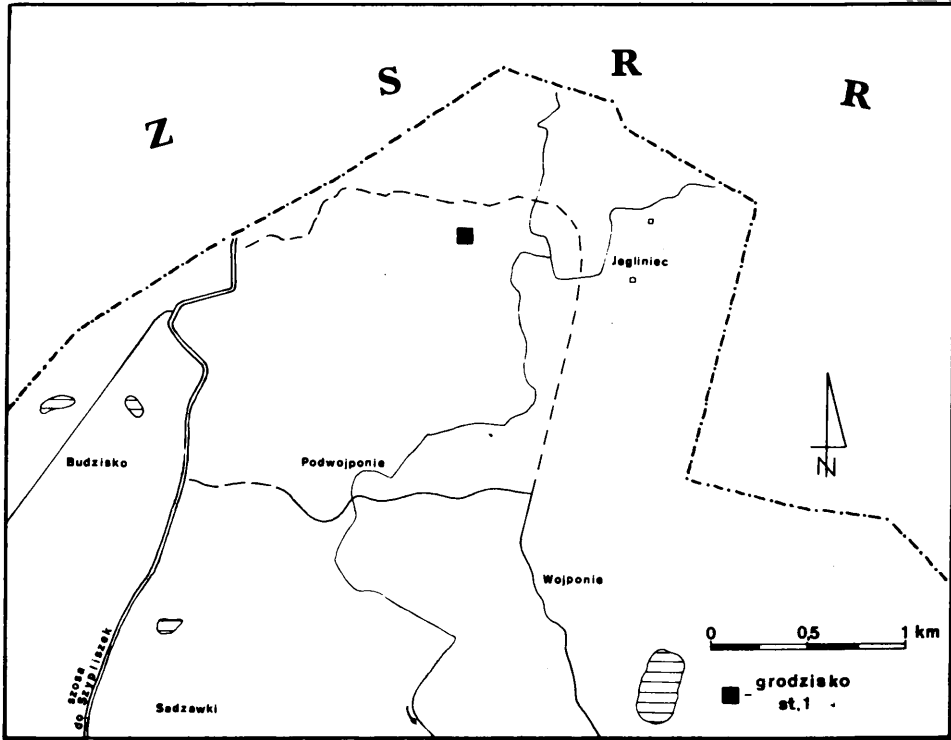 Z S R R
Jegliniec
Budzisko
Podwojponie
Wojponie
szosa
do Szypliszek
Sadzawki
N
0 0,5 1 km
- grodzisko
st. 1